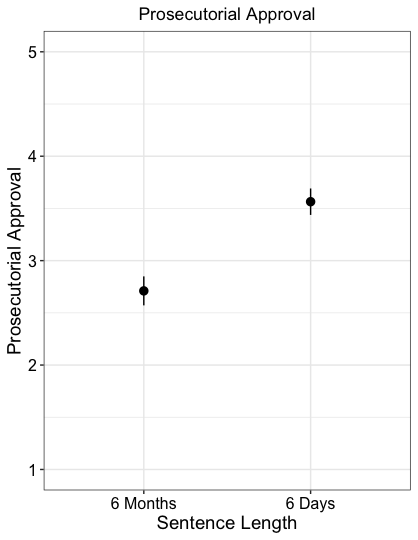 Prosecutorial Approval
Prosecutorial Approval
5
4
3
2
1
6 Months
6 Days
Sentence Length